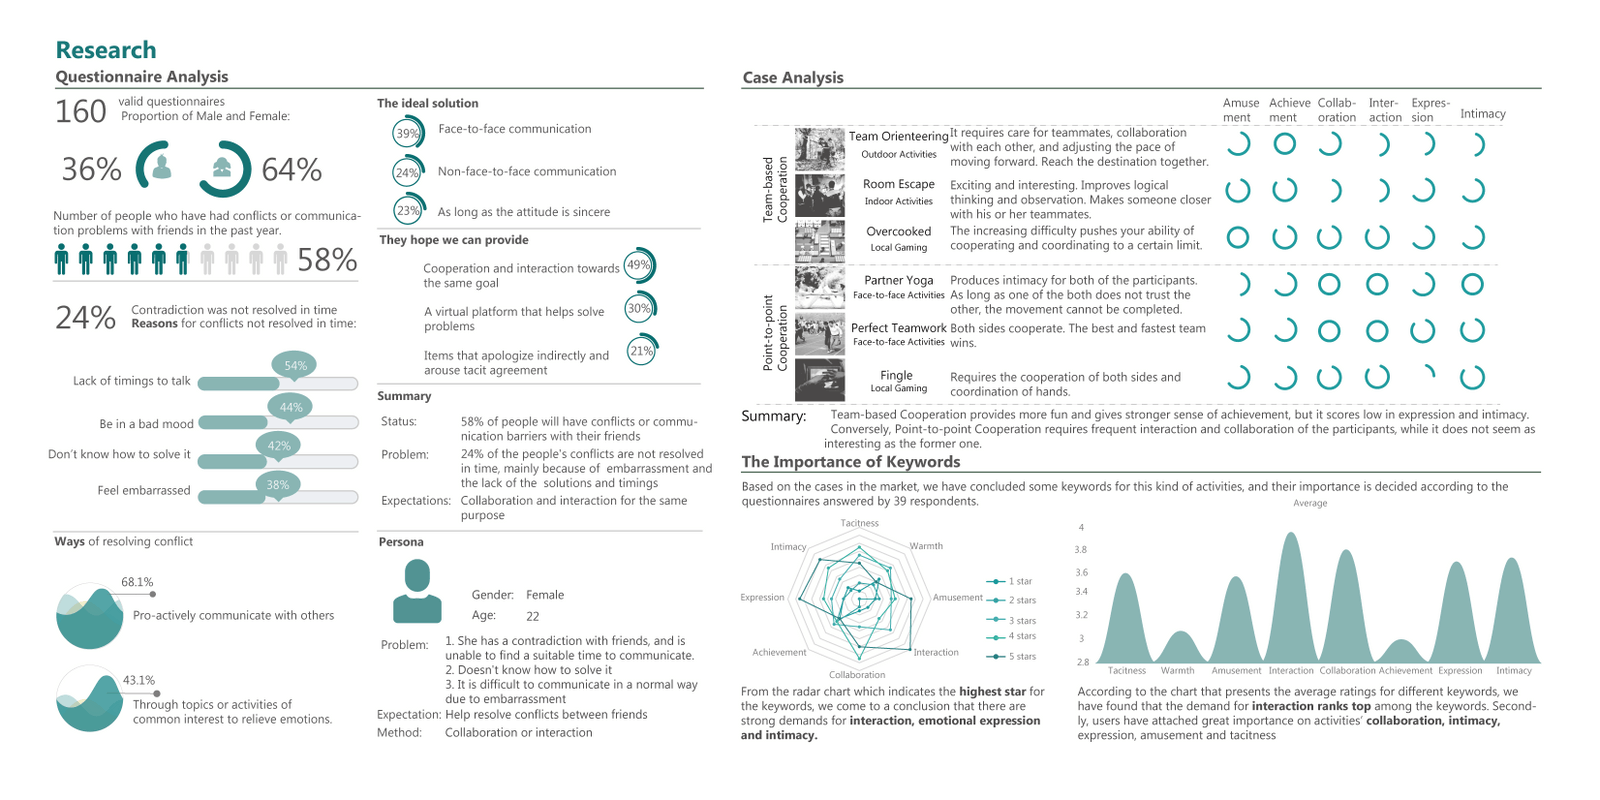 Research
Questionnaire Analysis
160
valid questionnaires
Proportion of Male and Female:
36%
64%
Number of people who have had conflicts or communica-
tion problems with friends in the past year.
58%
24%
Contradiction was not resolved in time
Reasons for conflicts not resolved in time:
54%
Lack of timings to talk
44%
Be in a bad mood
42%
Don't know how to solve it
38%
Feel embarrassed
Ways of resolving conflict
68.1%
Pro-actively communicate with others
43.1%
Through topics or activities of
common interest to relieve emotions.
The ideal solution
39%
Face-to-face communication
24%
Non-face-to-face communication
23%
As long as the attitude is sincere
They hope we can provide
Cooperation and interaction towards
the same goal
49%
A virtual platform that helps solve
problems
30%
Items that apologize indirectly and
arouse tacit agreement
21%
Summary
Status: 58% of people will have conflicts or commu-
nication barriers with their friends
Problem: 24% of the people's conflicts are not resolved
in time, mainly because of embarrassment and
the lack of the solutions and timings
Expectations: Collaboration and interaction for the same
purpose
Persona
Gender: Female
Age: 22
Problem: 1. She has a contradiction with friends, and is
unable to find a suitable time to communicate.
2. Doesn't know how to solve it
3. It is difficult to communicate in a normal way
due to embarrassment
Expectation: Help resolve conflicts between friends
Method: Collaboration or interaction
Case Analysis
Amuse
ment
Achieve
ment
Collab-
oration
Inter-
action
Expres-
sion
Intimacy
Team-based
Cooperation
Team Orienteering
Outdoor Activities
It requires care for teammates, collaboration
with each other, and adjusting the pace of
moving forward. Reach the destination together.
Room Escape
Indoor Activities
Exciting and interesting. Improves logical
thinking and observation. Makes someone closer
with his or her teammates.
Overcooked
Local Gaming
The increasing difficulty pushes your ability of
cooperating and coordinating to a certain limit.
Point-to-point
Cooperation
Partner Yoga
Face-to-face Activities
Produces intimacy for both of the participants.
As long as one of the both does not trust the
other, the movement cannot be completed.
Perfect Teamwork
Face-to-face Activities
Both sides cooperate. The best and fastest team
wins.
Fingle
Local Gaming
Requires the cooperation of both sides and
coordination of hands.
Summary: Team-based Cooperation provides more fun and gives stronger sense of achievement, but it scores low in expression and intimacy.
Conversely, Point-to-point Cooperation requires frequent interaction and collaboration of the participants, while it does not seem as
interesting as the former one.
The Importance of Keywords
Based on the cases in the market, we have concluded some keywords for this kind of activities, and their importance is decided according to the
questionnaires answered by 39 respondents.
Tacitness
Warmth
Amusement
Interaction
Collaboration
Achievement
Expression
Intimacy
1 star
2 stars
3 stars
4 stars
5 stars
From the radar chart which indicates the highest star for
the keywords, we come to a conclusion that there are
strong demands for interaction, emotional expression
and intimacy.
Average
4
3.8
3.6
3.4
3.2
3
2.8
Tacitness Warmth Amusement Interaction Collaboration Achievement Expression Intimacy
According to the chart that presents the average ratings for different keywords, we
have found that the demand for interaction ranks top among the keywords. Second-
ly, users have attached great importance on activities' collaboration, intimacy,
expression, amusement and tacitness